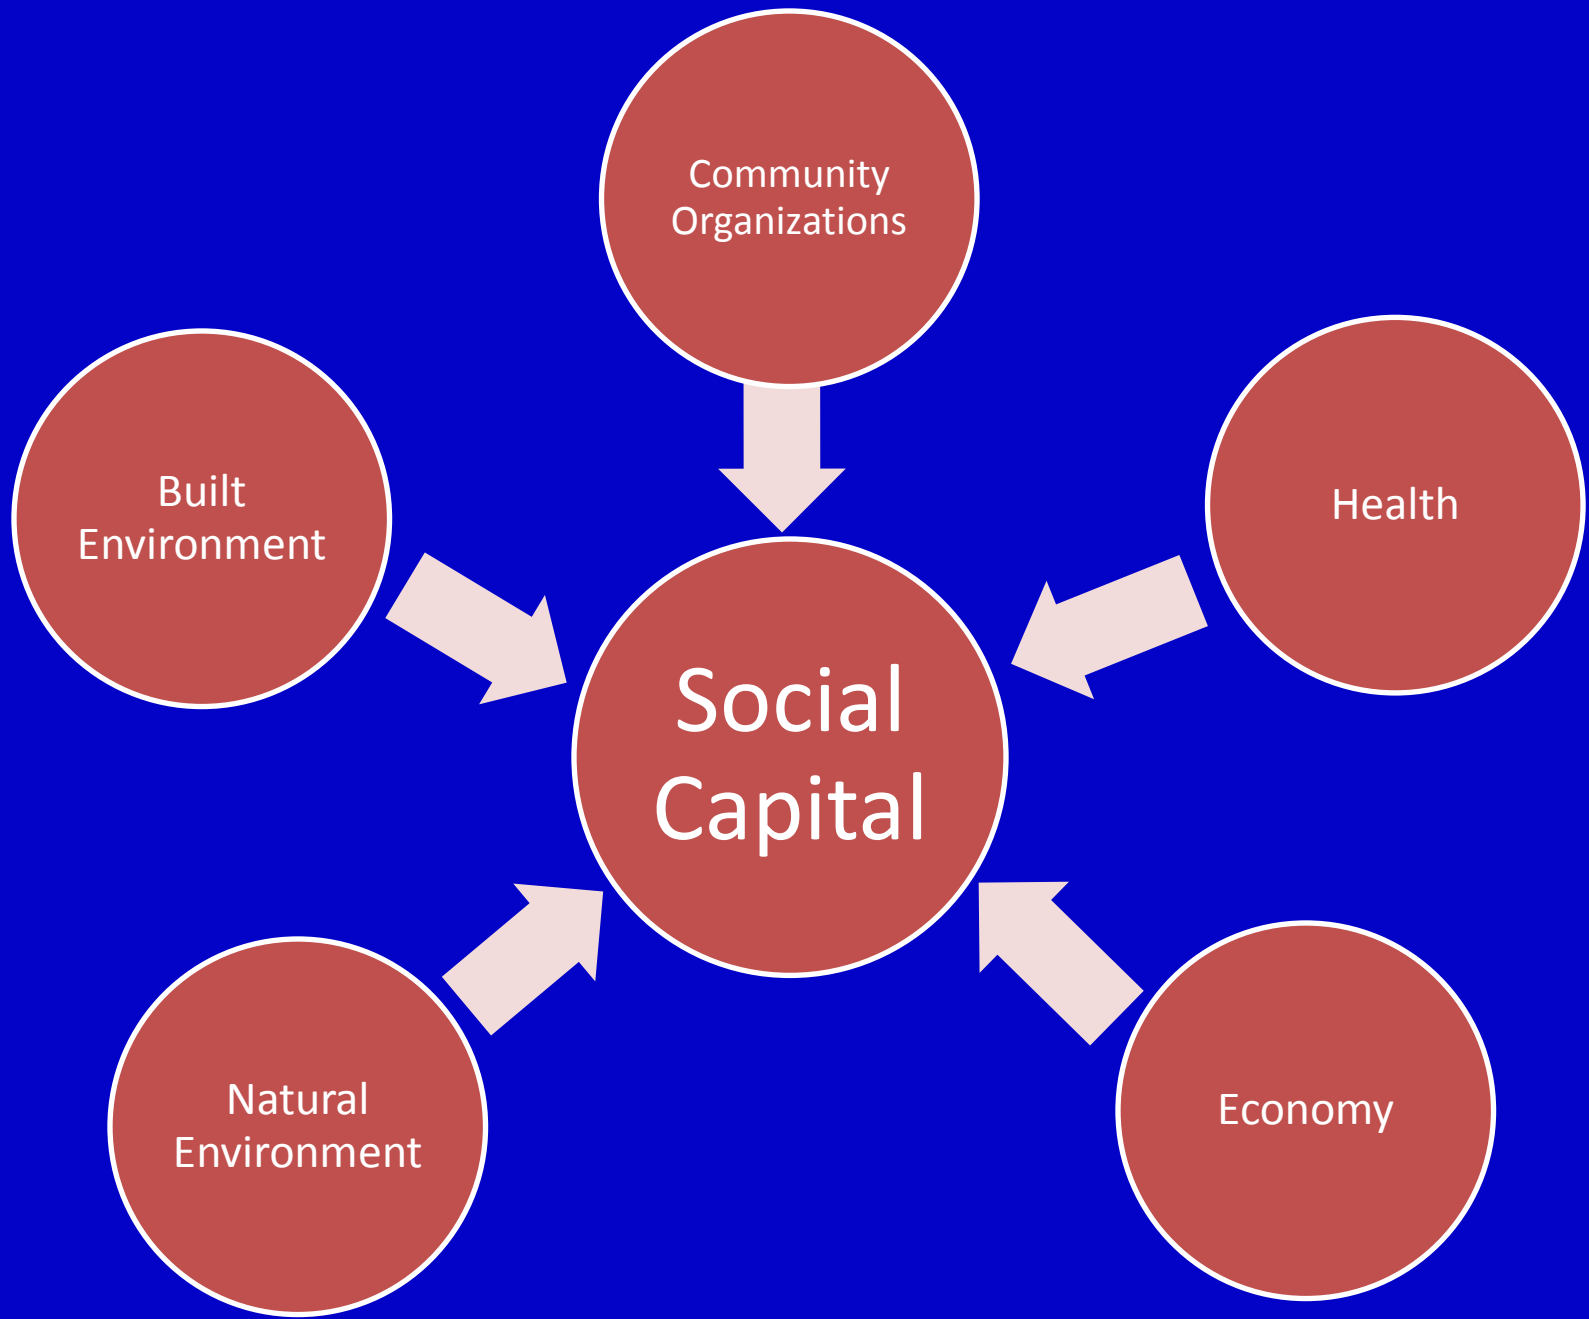 Community
Organizations
Built
Environment
Health
Social
Capital
Natural
Environment
Economy